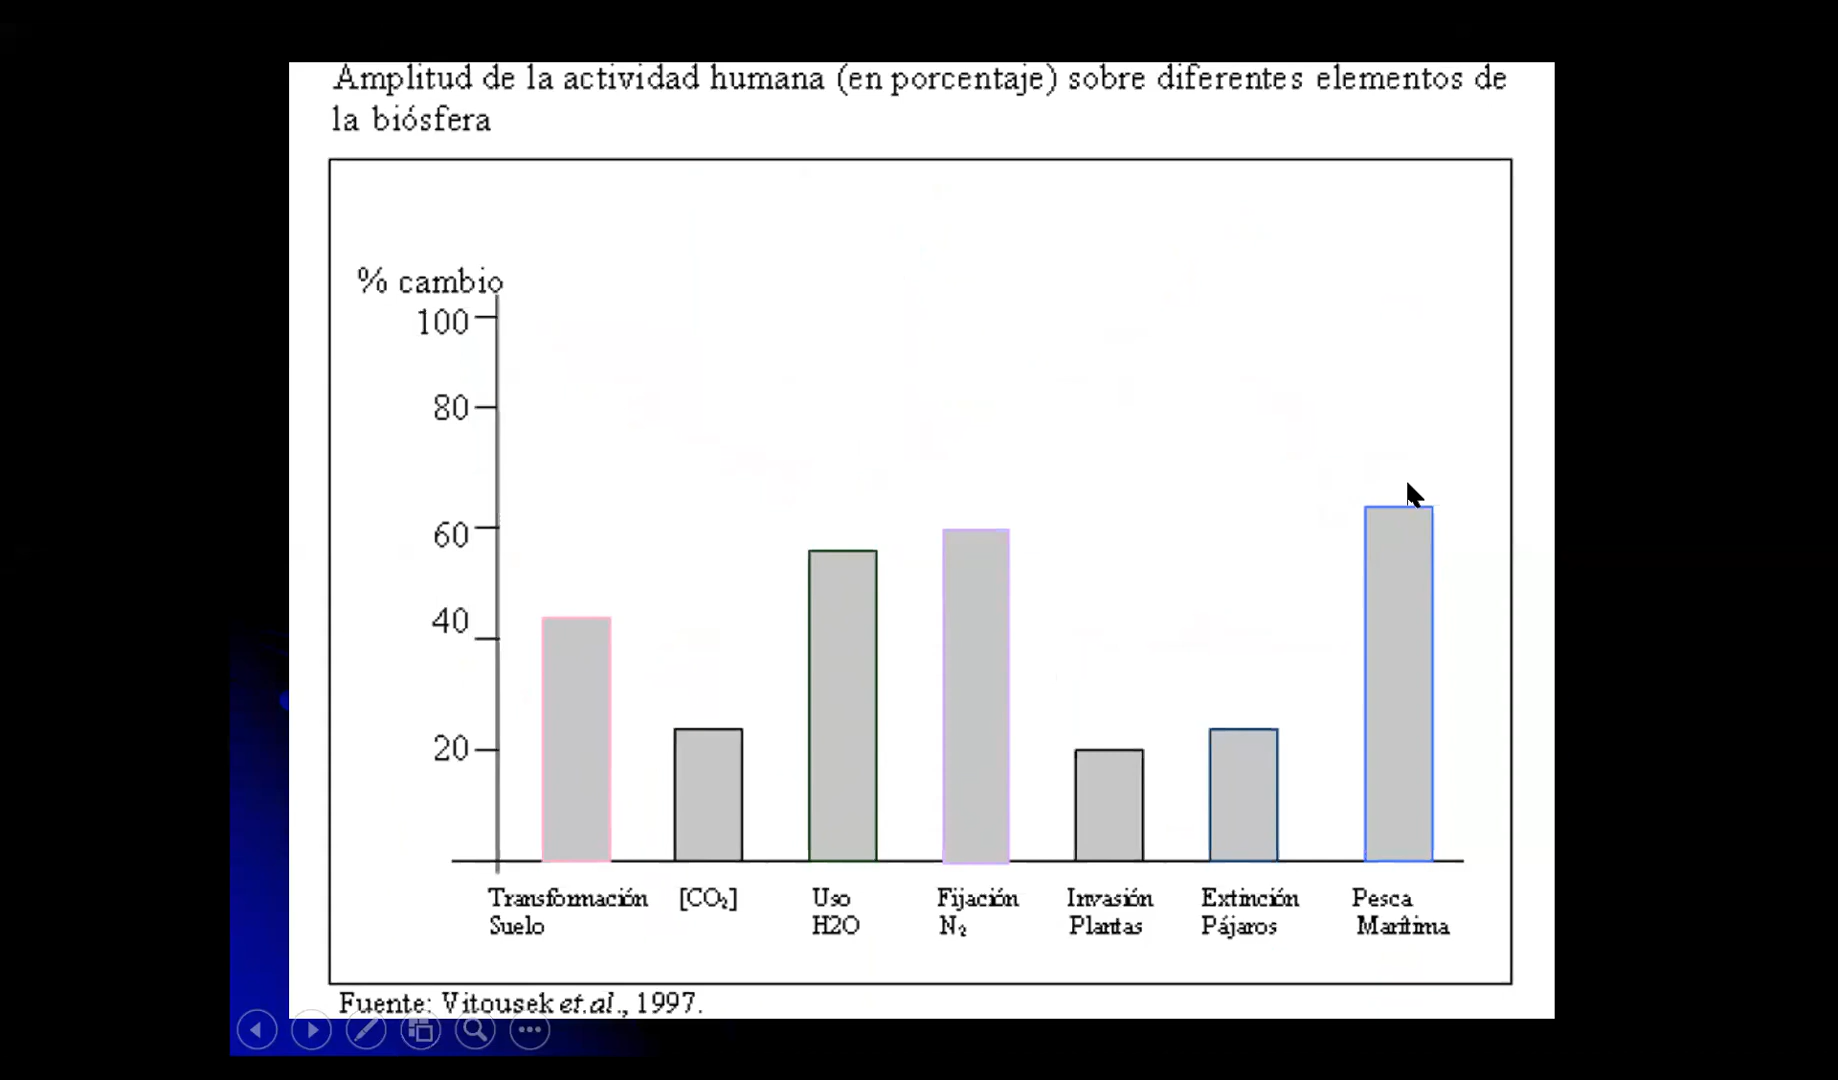 Amplitud de la actividad humana (en porcentaje) sobre diferentes elementos de
la biósfera
% cambio
100
80
60
40
20
Transformación
Suelo
[CO₂]
Uso
H2O
Fijación
N₂
Invasión
Plantas
Extinción
Pájaros
Pesca
Marítima
Fuente: Vitousek et.al., 1997.